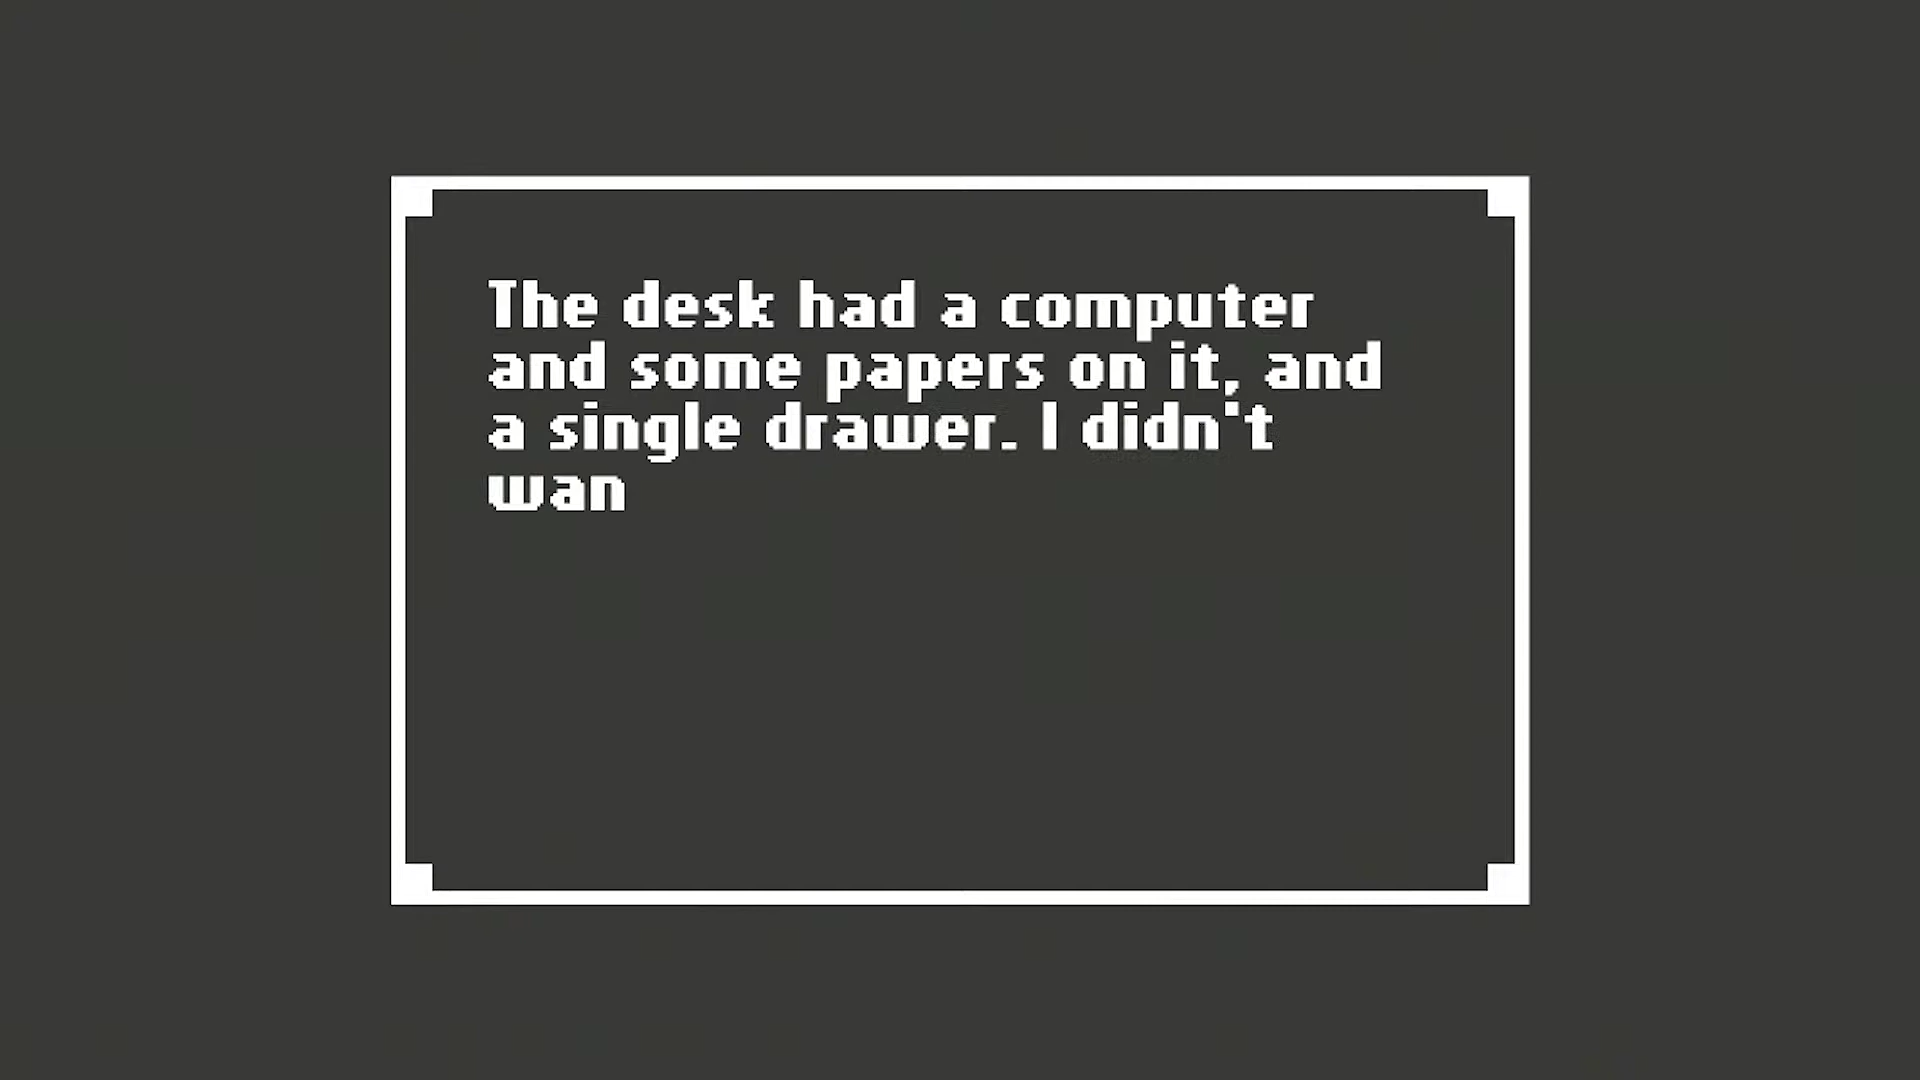 The desk had a computer
and some papers on it, and
a single drawer. I didn't
wan